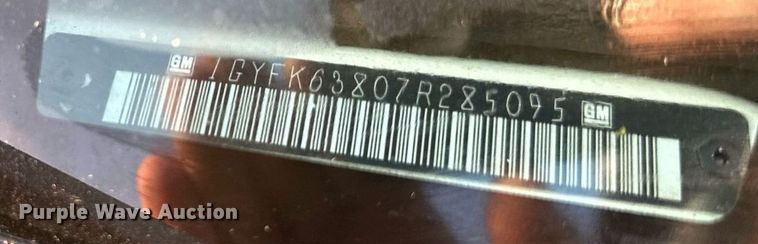 GM 1GYFK63807R285095 GM
Purple Wave Auction